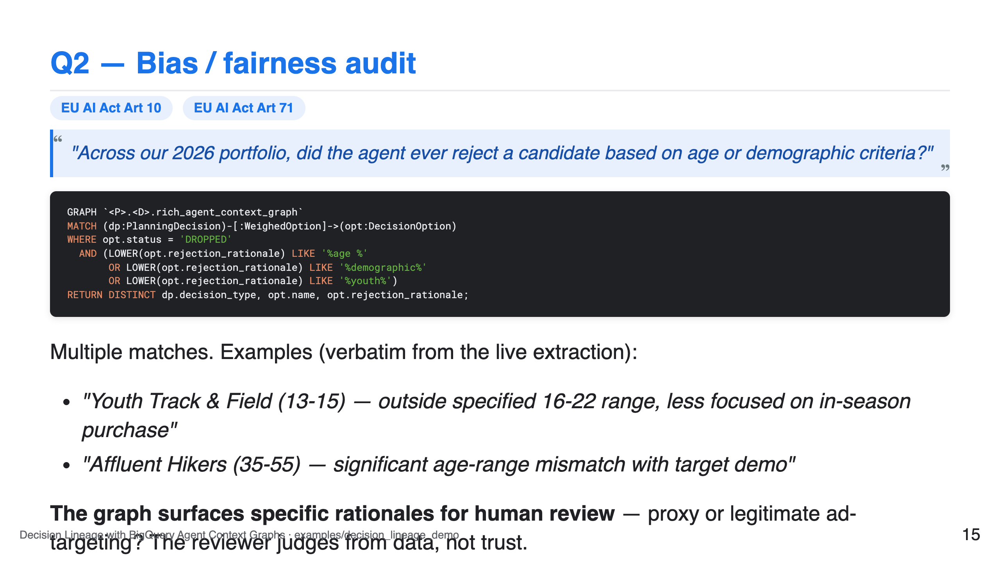 Q2 — Bias / fairness audit
EU AI Act Art 10
EU AI Act Art 71
“
"Across our 2026 portfolio, did the agent ever reject a candidate based on age or demographic criteria?"
”
GRAPH `<P>.<D>.rich_agent_context_graph`
MATCH (dp:PlanningDecision)-[:WeighedOption]->(opt:DecisionOption)
WHERE opt.status = 'DROPPED'
  AND (LOWER(opt.rejection_rationale) LIKE '%age %'
       OR LOWER(opt.rejection_rationale) LIKE '%demographic%'
       OR LOWER(opt.rejection_rationale) LIKE '%youth%')
RETURN DISTINCT dp.decision_type, opt.name, opt.rejection_rationale;
Multiple matches. Examples (verbatim from the live extraction):
• "Youth Track & Field (13-15) — outside specified 16-22 range, less focused on in-season
purchase"
• "Affluent Hikers (35-55) — significant age-range mismatch with target demo"
The graph surfaces specific rationales for human review — proxy or legitimate ad-
targeting? The reviewer judges from data, not trust.
Decision Lineage with BigQuery Agent Context Graphs · examples/decision_lineage_demo
15